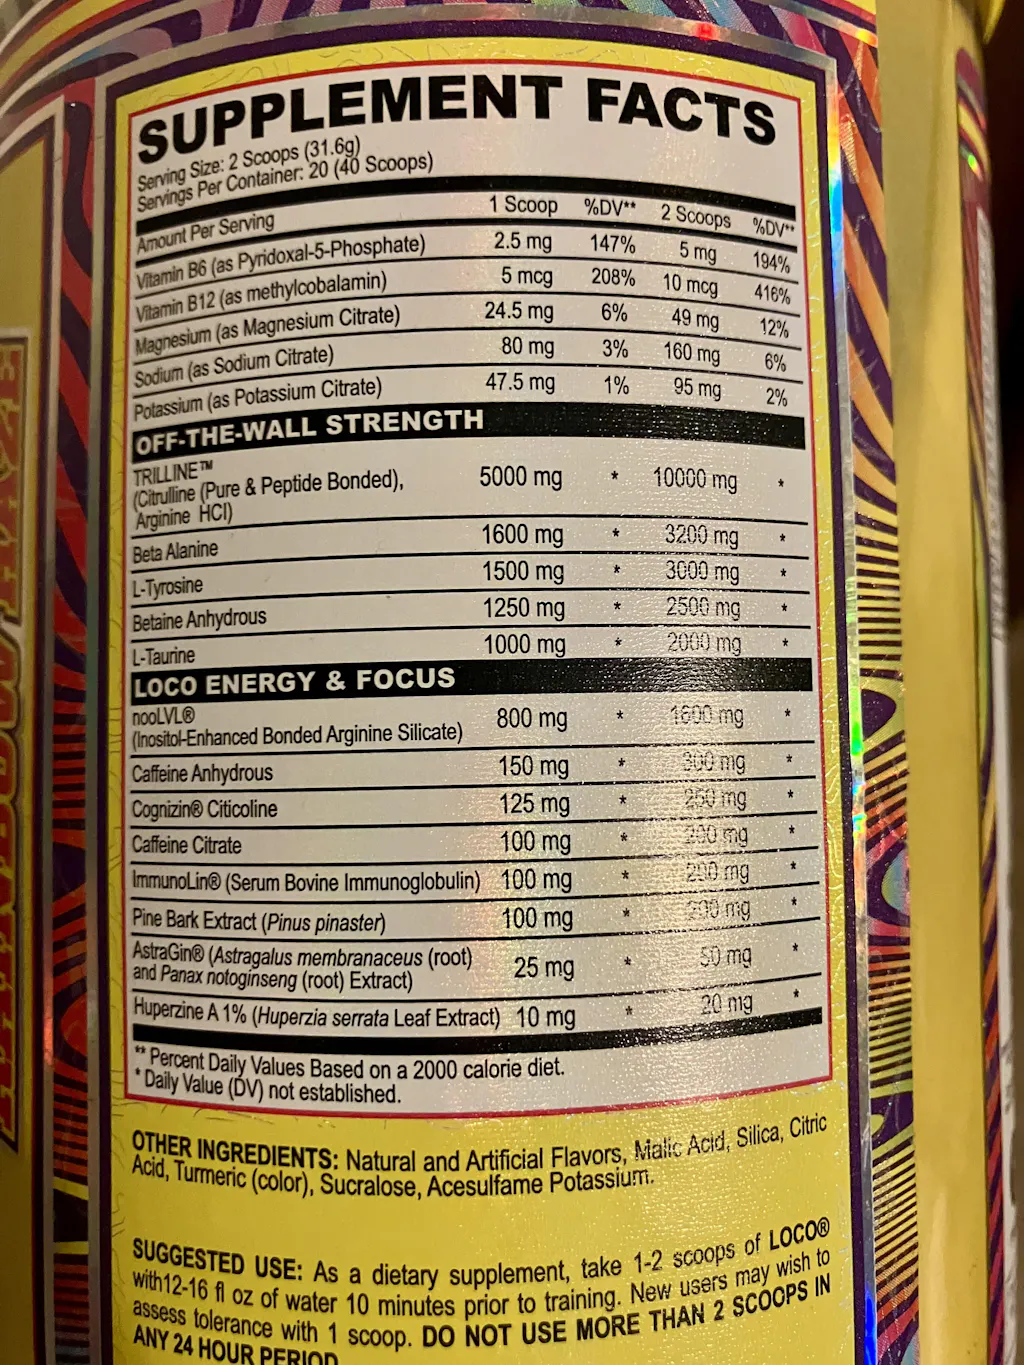 SUPPLEMENT FACTS
Serving Size: 2 Scoops (31.6g)
Servings Per Container: 20 (40 Scoops)
Amount Per Serving 1 Scoop %DV** 2 Scoops %DV**
Vitamin B6 (as Pyridoxal-5-Phosphate) 2.5 mg 147% 5 mg 194%
Vitamin B12 (as methylcobalamin) 5 mcg 208% 10 mcg 416%
Magnesium (as Magnesium Citrate) 24.5 mg 6% 49 mg 12%
Sodium (as Sodium Citrate) 80 mg 3% 160 mg 6%
Potassium (as Potassium Citrate) 47.5 mg 1% 95 mg 2%
OFF-THE-WALL STRENGTH
TRILLINE™
(Citrulline (Pure & Peptide Bonded), 5000 mg * 10000 mg *
Arginine HCl)
Beta Alanine 1600 mg * 3200 mg *
L-Tyrosine 1500 mg * 3000 mg *
Betaine Anhydrous 1250 mg * 2500 mg *
L-Taurine 1000 mg * 2000 mg *
LOCO ENERGY & FOCUS
nooLVL® 800 mg * 1600 mg *
(Inositol-Enhanced Bonded Arginine Silicate)
Caffeine Anhydrous 150 mg * 300 mg *
Cognizin® Citicoline 125 mg * 250 mg *
Caffeine Citrate 100 mg * 200 mg *
ImmunoLin® (Serum Bovine Immunoglobulin) 100 mg * 200 mg *
Pine Bark Extract (Pinus pinaster) 100 mg * 200 mg *
AstraGin® (Astragalus membranaceus (root) 25 mg * 50 mg *
and Panax notoginseng (root) Extract)
Huperzine A 1% (Huperzia serrata Leaf Extract) 10 mg * 20 mg *
** Percent Daily Values Based on a 2000 calorie diet.
* Daily Value (DV) not established.
OTHER INGREDIENTS: Natural and Artificial Flavors, Malic Acid, Silica, Citric
Acid, Turmeric (color), Sucralose, Acesulfame Potassium.
SUGGESTED USE: As a dietary supplement, take 1-2 scoops of LOCO®
with12-16 fl oz of water 10 minutes prior to training. New users may wish to
assess tolerance with 1 scoop. DO NOT USE MORE THAN 2 SCOOPS IN
ANY 24 HOUR PERIOD